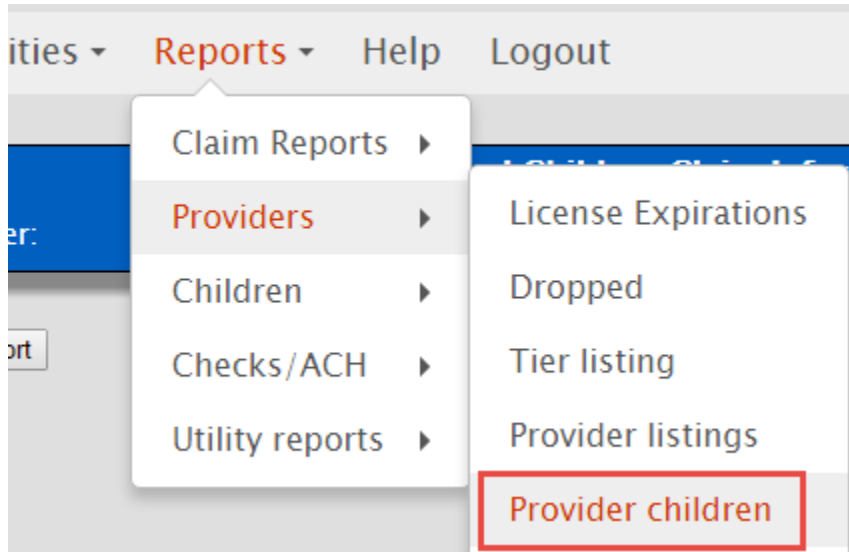 Reports Help Logout
Claim Reports
Providers
Children
Checks/ACH
Utility reports
License Expirations
Dropped
Tier listing
Provider listings
Provider children